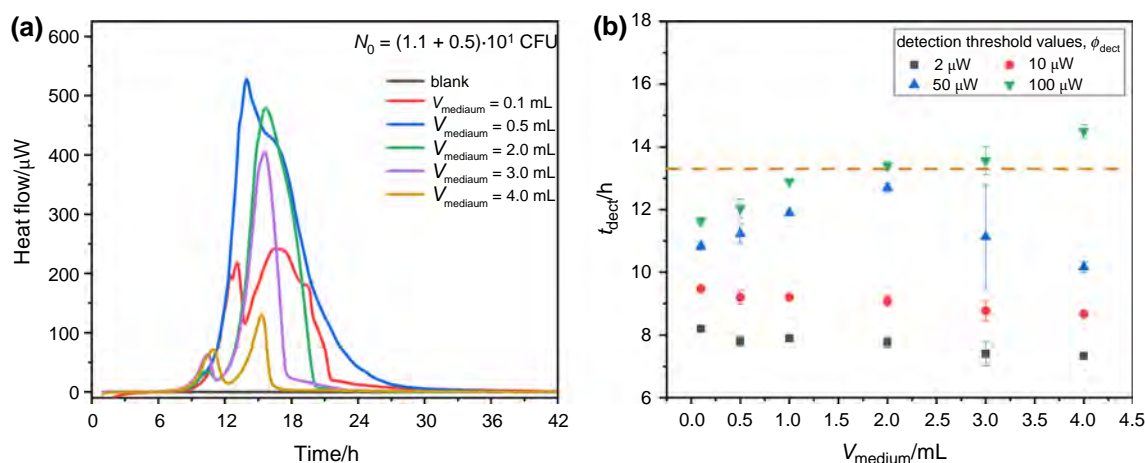 (a)
600
500
400
300
200
100
0
Heat flow/μW
N0 = (1.1 + 0.5)·10¹ CFU
blank
Vmediaum = 0.1 mL
Vmediaum = 0.5 mL
Vmediaum = 2.0 mL
Vmediaum = 3.0 mL
Vmediaum = 4.0 mL
0 6 12 18 24 30 36 42
Time/h
(b)
18
16
14
12
10
8
6
tdect/h
detection threshold values, ϕdect
2 μW 10 μW
50 μW 100 μW
0.0 0.5 1.0 1.5 2.0 2.5 3.0 3.5 4.0 4.5
Vmedium/mL